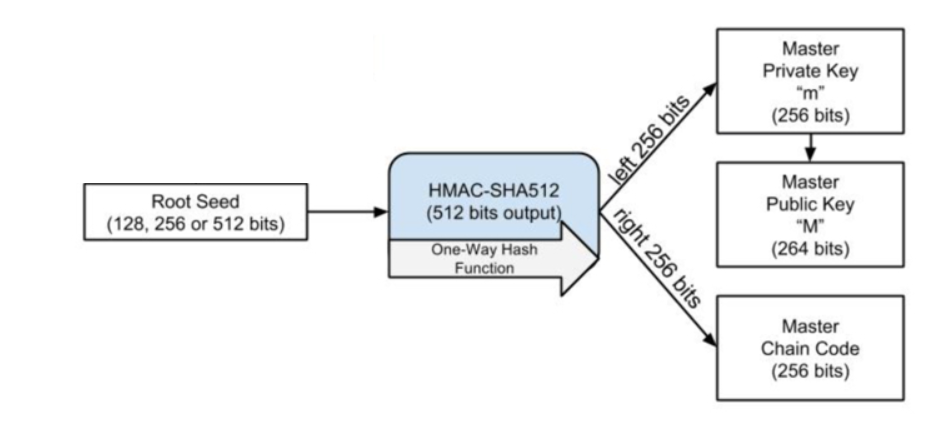 Root Seed
(128, 256 or 512 bits)
HMAC-SHA512
(512 bits output)
One-Way Hash
Function
left 256 bits
right 256 bits
Master
Private Key
“m”
(256 bits)
Master
Public Key
“M”
(264 bits)
Master
Chain Code
(256 bits)